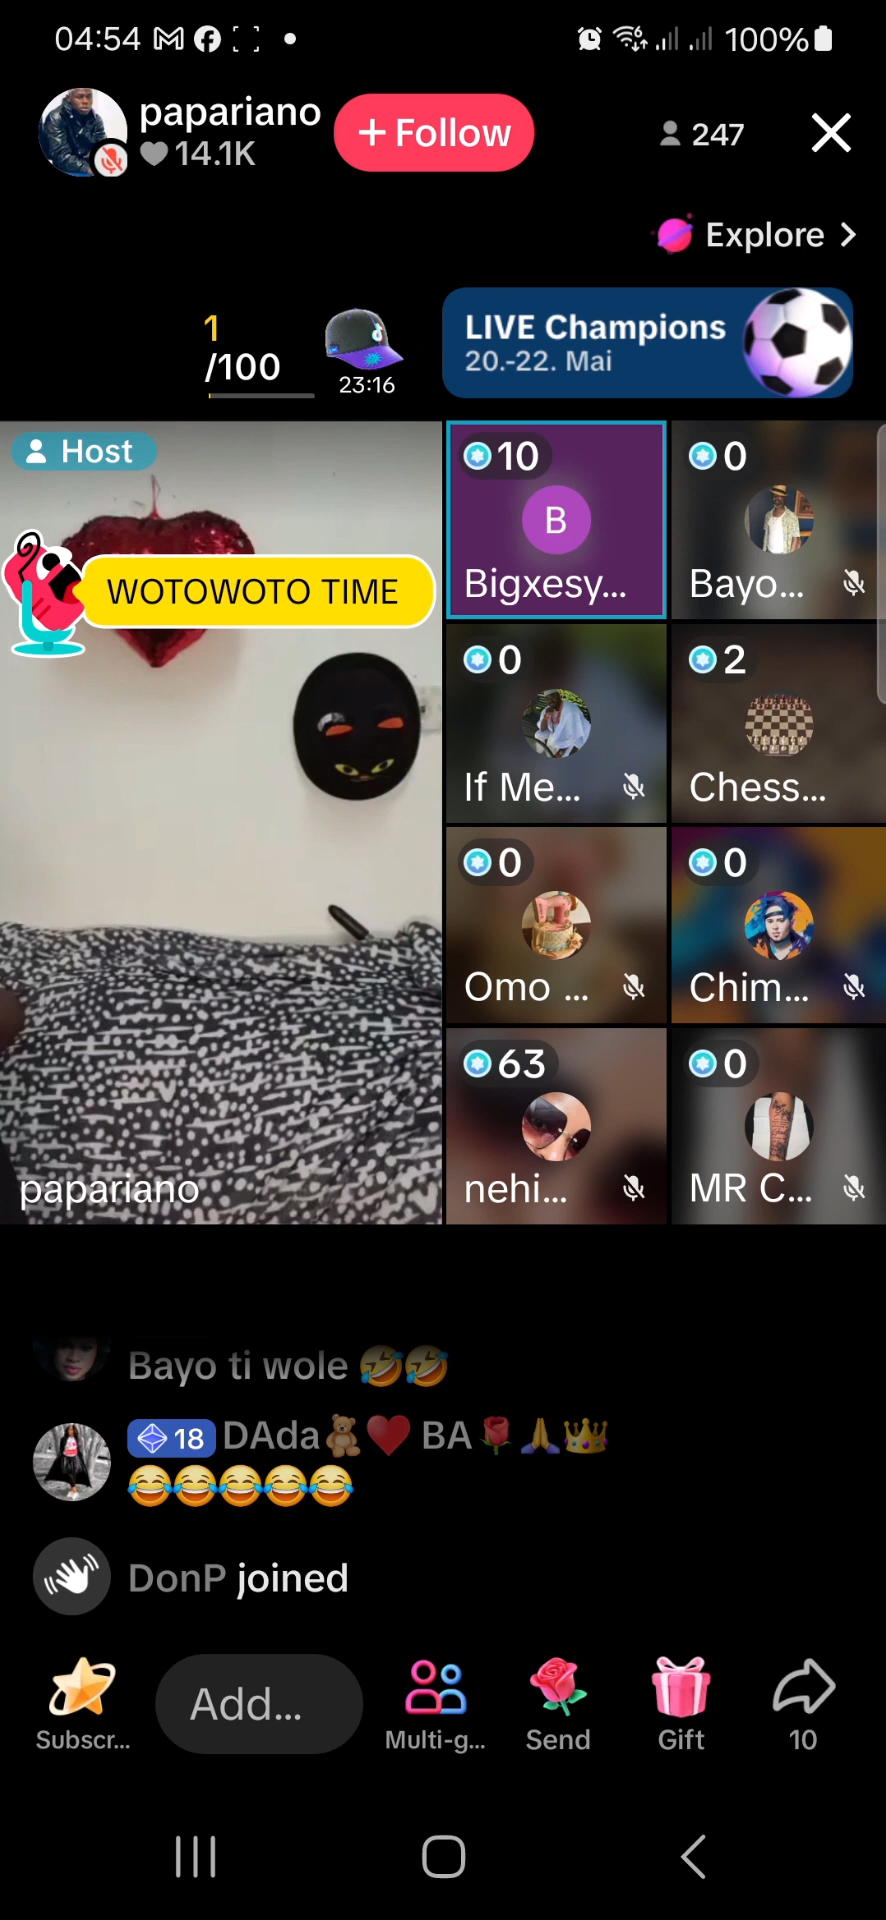 04:54
100%
papariano
14.1K
+ Follow
247
Explore
1
/100
23:16
LIVE Champions
20.-22. Mai
Host
WOTOWOTO TIME
papariano
10
B
Bigxesy...
0
Bayo...
0
If Me...
2
Chess...
0
Omo ...
0
Chim...
63
nehi...
0
MR C...
Bayo ti wole 🤣🤣
18 DAda🧸❤️ BA🌹🙏👑
😂😂😂😂😂
DonP joined
Subscr...
Add...
Multi-g...
Send
Gift
10